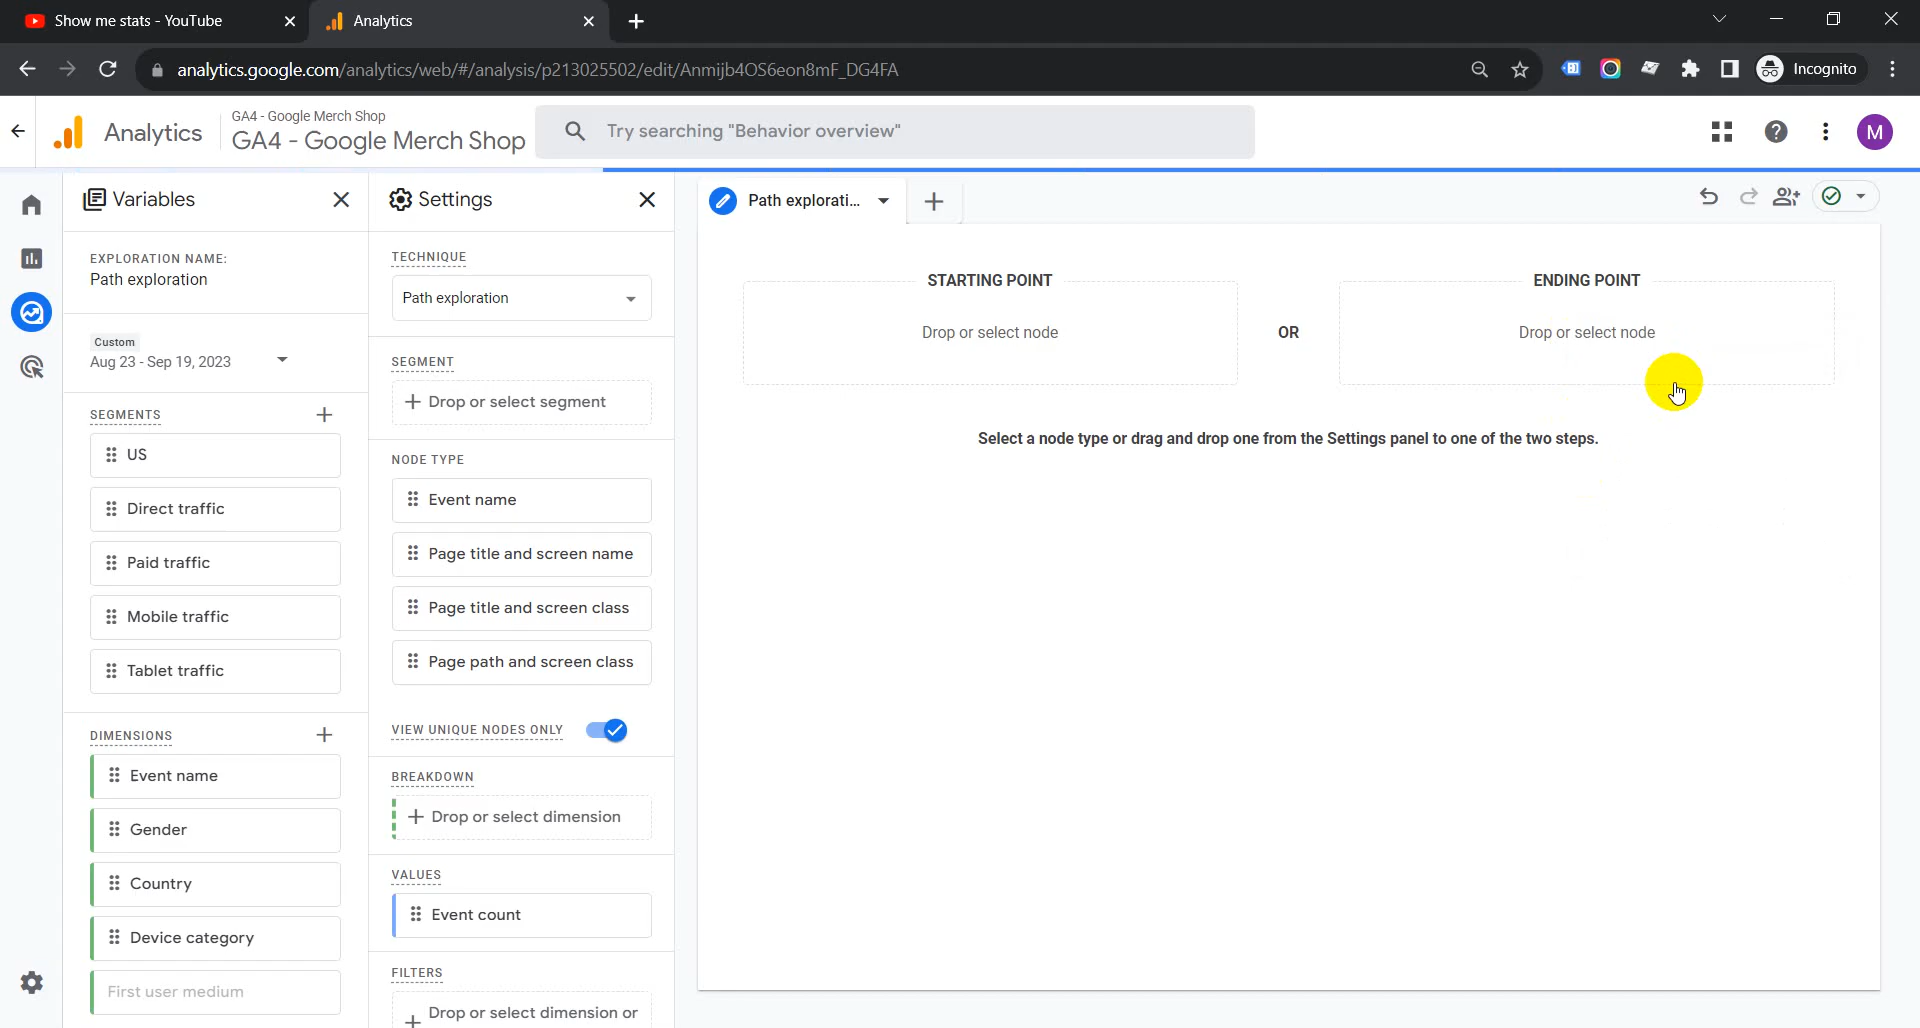 Show me stats - YouTube
Analytics
analytics.google.com/analytics/web/#/analysis/p213025502/edit/Anmijb4OS6eon8mF_DG4FA
Incognito
Analytics
GA4 - Google Merch Shop
GA4 - Google Merch Shop
Try searching "Behavior overview"
M
Variables
EXPLORATION NAME:
Path exploration
Custom
Aug 23 - Sep 19, 2023
SEGMENTS
US
Direct traffic
Paid traffic
Mobile traffic
Tablet traffic
DIMENSIONS
Event name
Gender
Country
Device category
First user medium
Settings
TECHNIQUE
Path exploration
SEGMENT
Drop or select segment
NODE TYPE
Event name
Page title and screen name
Page title and screen class
Page path and screen class
VIEW UNIQUE NODES ONLY
BREAKDOWN
Drop or select dimension
VALUES
Event count
FILTERS
Drop or select dimension or
Path explorati...
STARTING POINT
Drop or select node
OR
ENDING POINT
Drop or select node
Select a node type or drag and drop one from the Settings panel to one of the two steps.